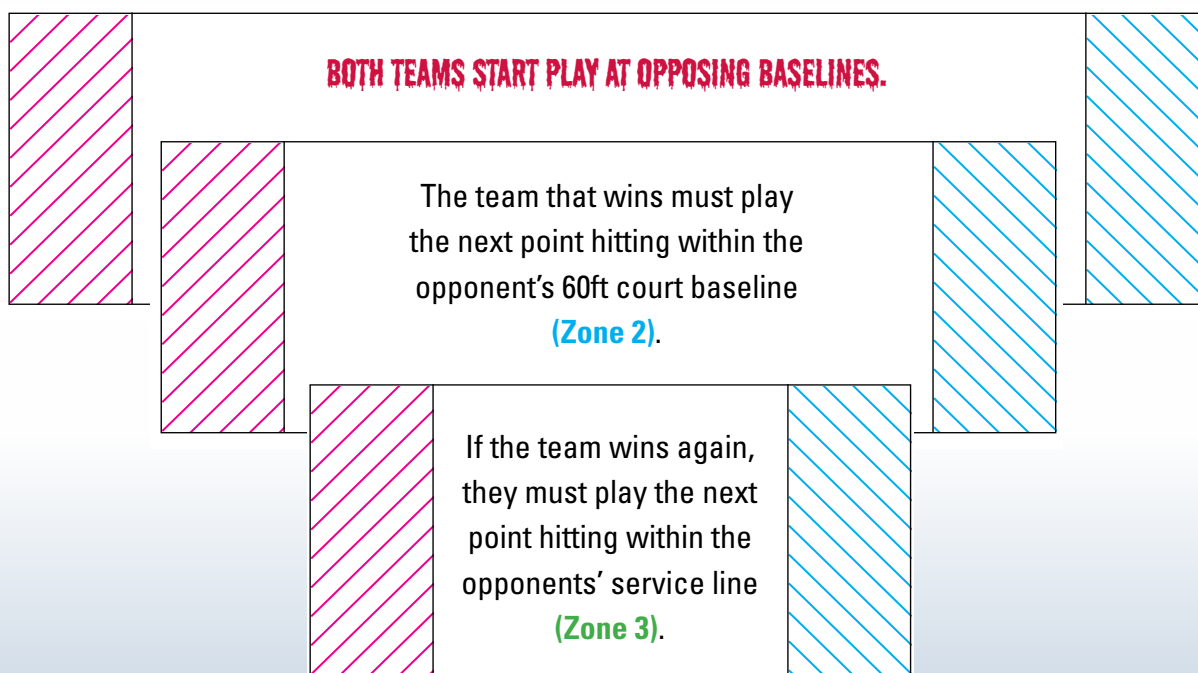 BOTH TEAMS START PLAY AT OPPOSING BASELINES.
The team that wins must play
the next point hitting within the
opponent's 60ft court baseline
(Zone 2).
If the team wins again,
they must play the next
point hitting within the
opponents’ service line
(Zone 3).